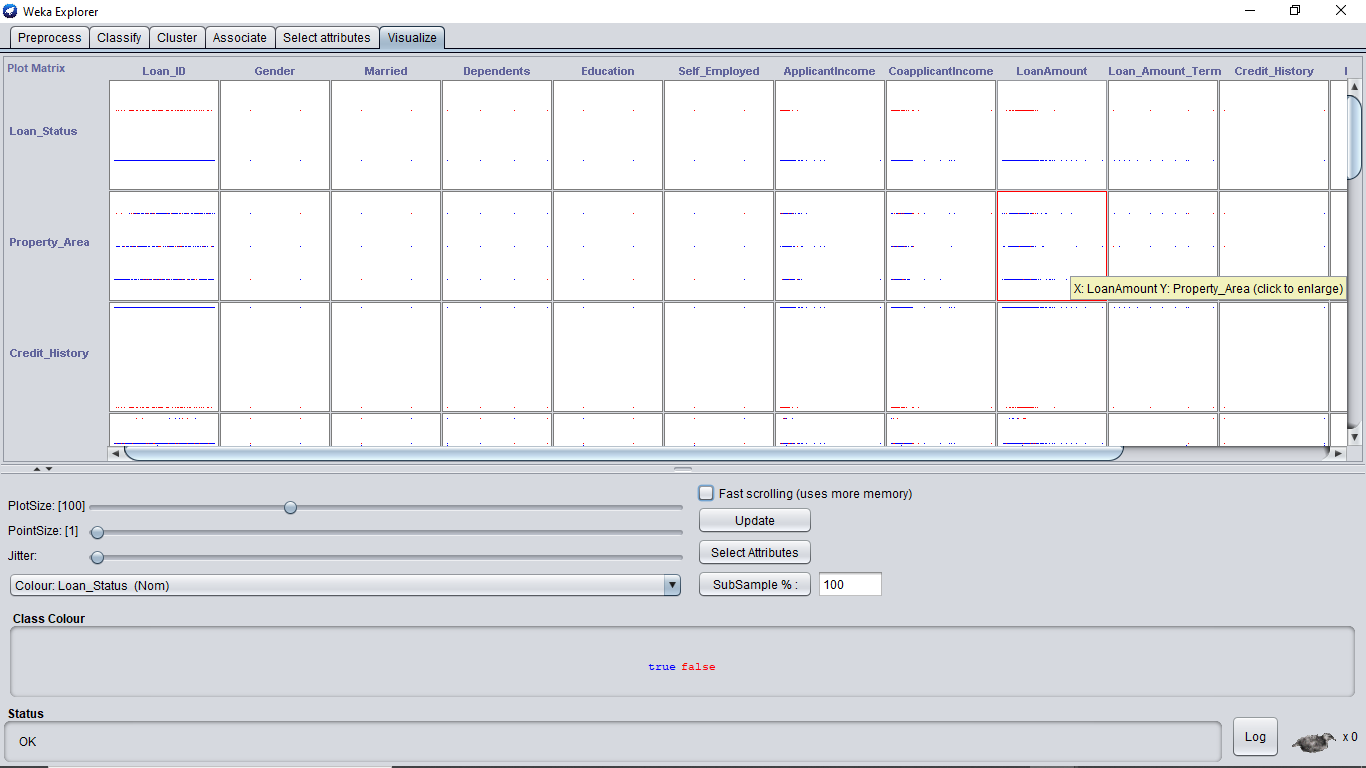 Weka Explorer
Preprocess Classify Cluster Associate Select attributes Visualize
Plot Matrix Loan_ID Gender Married Dependents Education Self_Employed ApplicantIncome CoapplicantIncome LoanAmount Loan_Amount_Term Credit_History
Loan_Status
Property_Area
X: LoanAmount Y: Property_Area (click to enlarge)
Credit_History
PlotSize: [100]
PointSize: [1]
Jitter:
Colour: Loan_Status (Nom)
Fast scrolling (uses more memory)
Update
Select Attributes
SubSample % : 100
Class Colour
true false
Status
OK
Log x 0